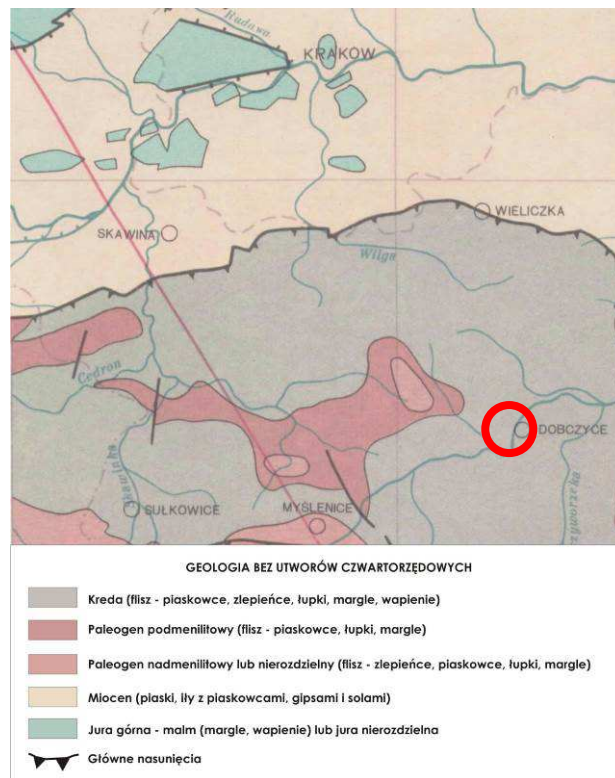 Rudawa
KRAKÓW
WIELICZKA
SKAWINA
Wilga
Cedron
DOBCZYCE
Skawinka
SUŁKOWICE
MYŚLENICE
zyworzeka
GEOLOGIA BEZ UTWORÓW CZWARTORZĘDOWYCH
Kreda (flisz - piaskowce, zlepieńce, łupki, margle, wapienie)
Paleogen podmenilitowy (flisz - piaskowce, łupki, margle)
Paleogen nadmenilitowy lub nierozdzielny (flisz - zlepieńce, piaskowce, łupki, margle)
Miocen (piaski, iły z piaskowcami, gipsami i solami)
Jura górna - malm (margle, wapienie) lub jura nierozdzielna
Główne nasunięcia